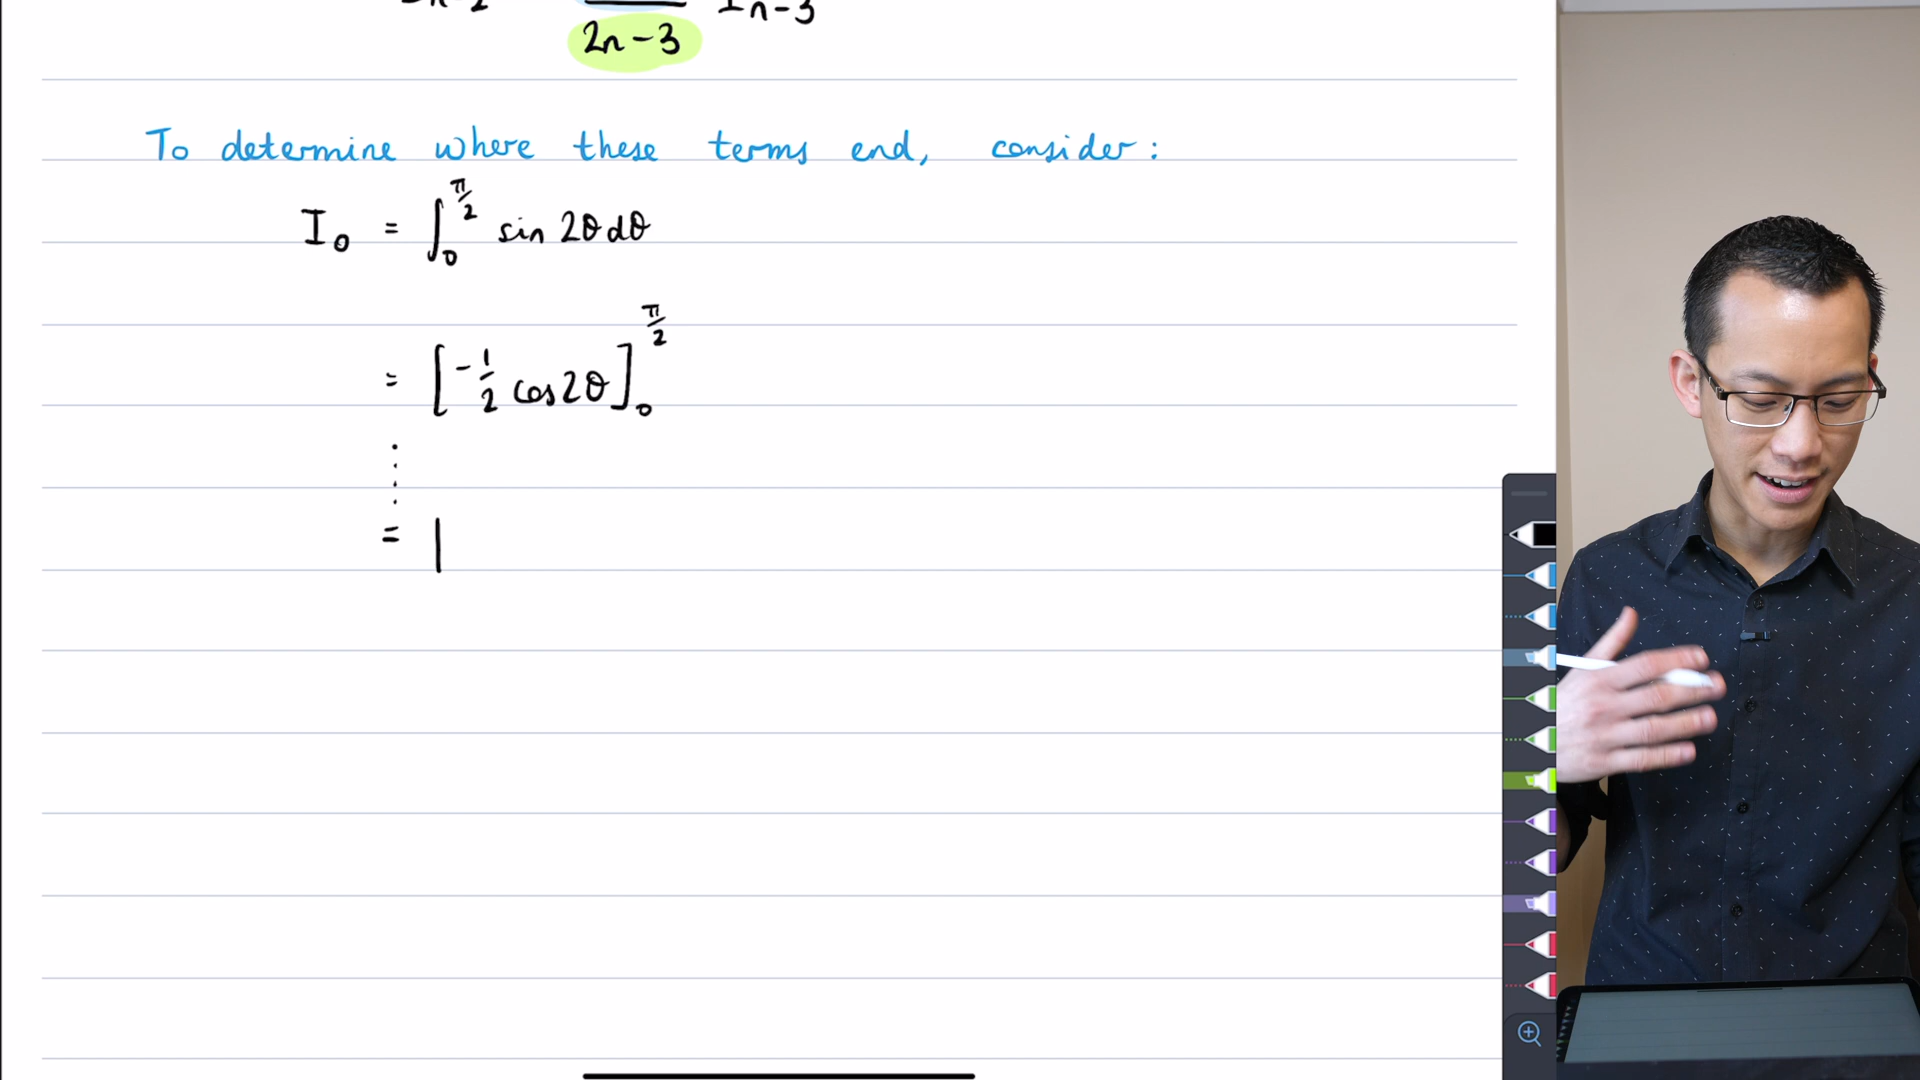 2n-3 I n-3
To determine where these terms end, consider:
I₀ = ∫₀^(π/2) sin 2θ dθ
= [-1/2 cos 2θ]₀^(π/2)
⋮
= 1